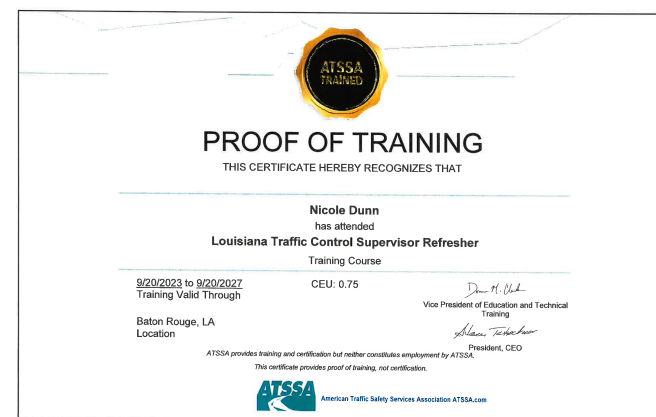 ATSSA
TRAINED
PROOF OF TRAINING
THIS CERTIFICATE HEREBY RECOGNIZES THAT
Nicole Dunn
has attended
Louisiana Traffic Control Supervisor Refresher
Training Course
9/20/2023 to 9/20/2027
Training Valid Through
CEU: 0.75
Vice President of Education and Technical
Training
Baton Rouge, LA
Location
President, CEO
ATSSA provides training and certification but neither constitutes employment by ATSSA.
This certificate provides proof of training, not certification.
ATSSA
American Traffic Safety Services Association ATSSA.com